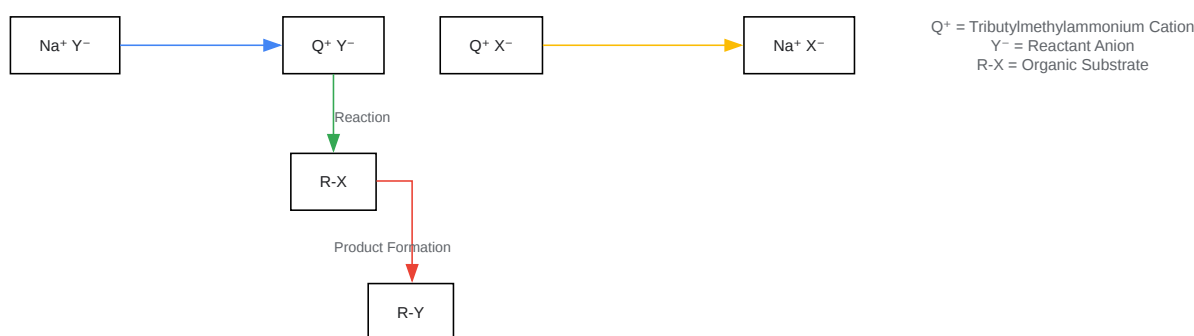 Na⁺ Y⁻
Q⁺ Y⁻
Q⁺ X⁻
Na⁺ X⁻
Q⁺ = Tributylmethylammonium Cation
Y⁻ = Reactant Anion
R-X = Organic Substrate
Reaction
R-X
Product Formation
R-Y